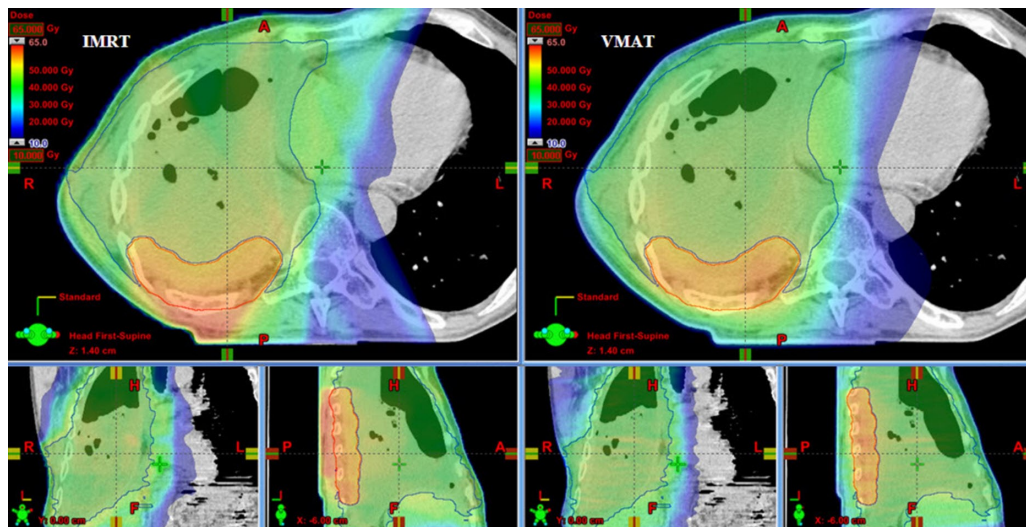 Dose
65.000 Gy
65.0
50.000 Gy
40.000 Gy
30.000 Gy
20.000 Gy
10.0
10.000 Gy
IMRT
A
R
L
P
Standard
Head First-Supine
Z: 1.40 cm
Dose
65.000 Gy
65.0
50.000 Gy
40.000 Gy
30.000 Gy
20.000 Gy
10.0
10.000 Gy
VMAT
A
R
L
P
Standard
Head First-Supine
Z: 1.40 cm
H
R
L
F
Y: 0.00 cm
H
P
A
F
X: -6.00 cm
H
R
L
F
Y: 0.00 cm
H
P
A
F
X: -6.00 cm